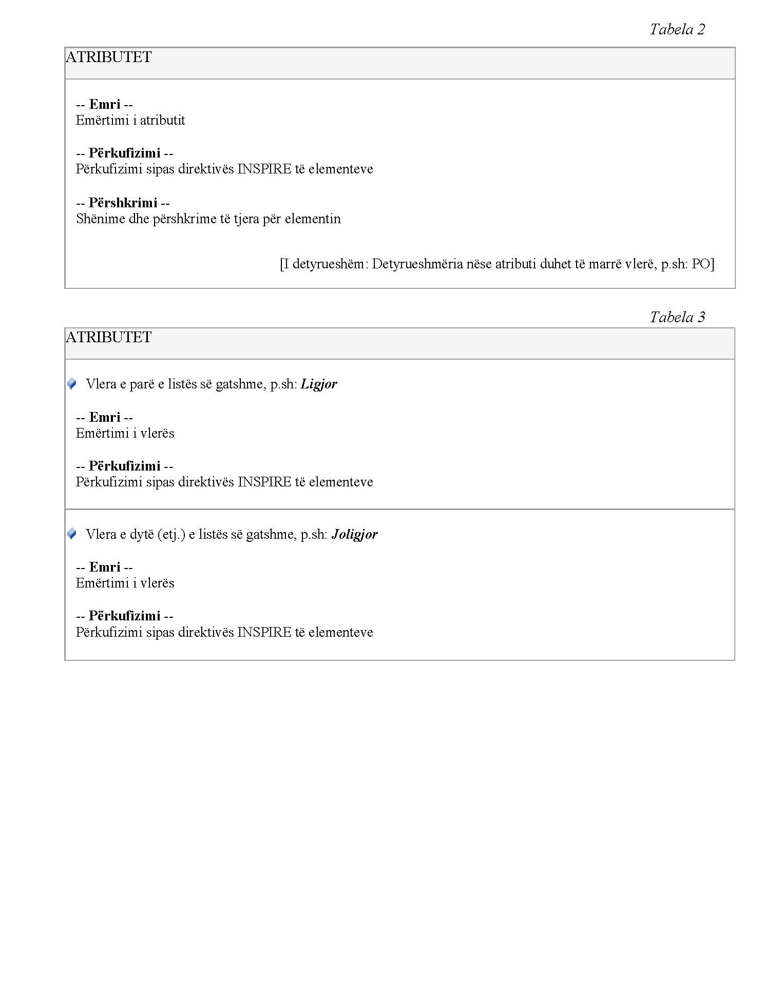 Tabela 2
ATRIBUTET
-- Emri --
Emërtimi i atributit
-- Përkufizimi --
Përkufizimi sipas direktivës INSPIRE të elementeve
-- Përshkrimi --
Shënime dhe përshkrime të tjera për elementin
[I detyrueshëm: Detyrueshmëria nëse atributi duhet të marrë vlerë, p.sh: PO]
Tabela 3
ATRIBUTET
Vlera e parë e listës së gatshme, p.sh: Ligjor
-- Emri --
Emërtimi i vlerës
-- Përkufizimi --
Përkufizimi sipas direktivës INSPIRE të elementeve
Vlera e dytë (etj.) e listës së gatshme, p.sh: Joligjor
-- Emri --
Emërtimi i vlerës
-- Përkufizimi --
Përkufizimi sipas direktivës INSPIRE të elementeve